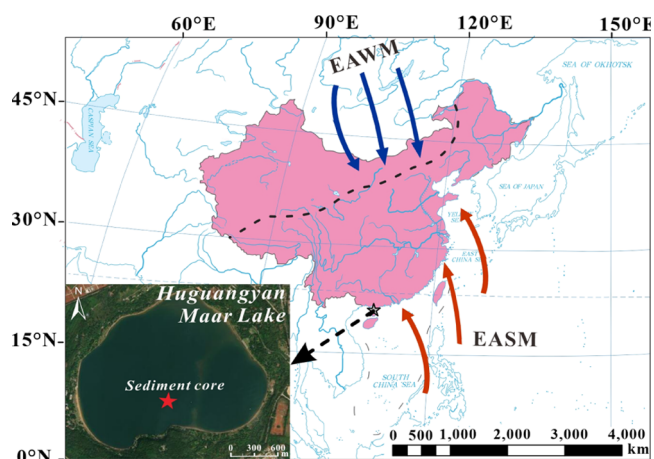 60°E
90°E
120°E
150°E
45°N
30°N
15°N
0°N
EAWM
SEA OF OKHOTSK
CASPIAN SEA
SEA OF JAPAN
EAST
CHINA
SOUTH
CHINA SEA
EASM
N
Huguangyan
Maar Lake
Sediment core
0 300 600
m
0 500 1,000 2,000 3,000 4,000
km